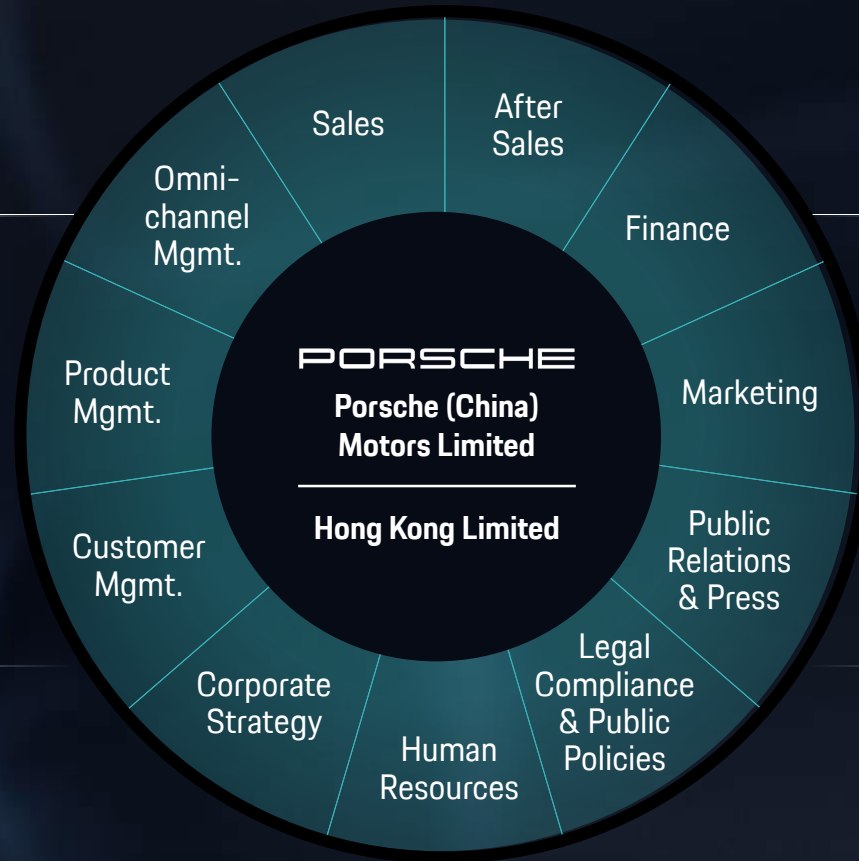 Sales
After
Sales
Omni-
channel
Mgmt.
Finance
Product
Mgmt.
PORSCHE
Porsche (China)
Motors Limited
Hong Kong Limited
Marketing
Customer
Mgmt.
Public
Relations
& Press
Corporate
Strategy
Human
Resources
Legal
Compliance
& Public
Policies